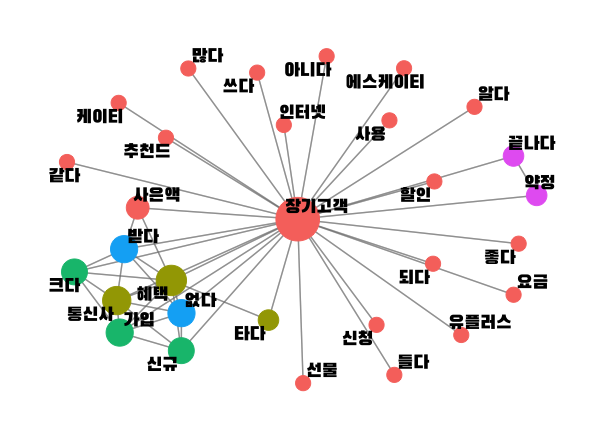 많다
아니다
쓰다
에스케이티
알다
케이티
인터넷
사용
끝나다
추천드
같다
약정
할인
사은액
장기고객
받다
좋다
되다
크다
혜택
없다
요금
통신사
가입
타다
신청
유플러스
신규
선물
들다